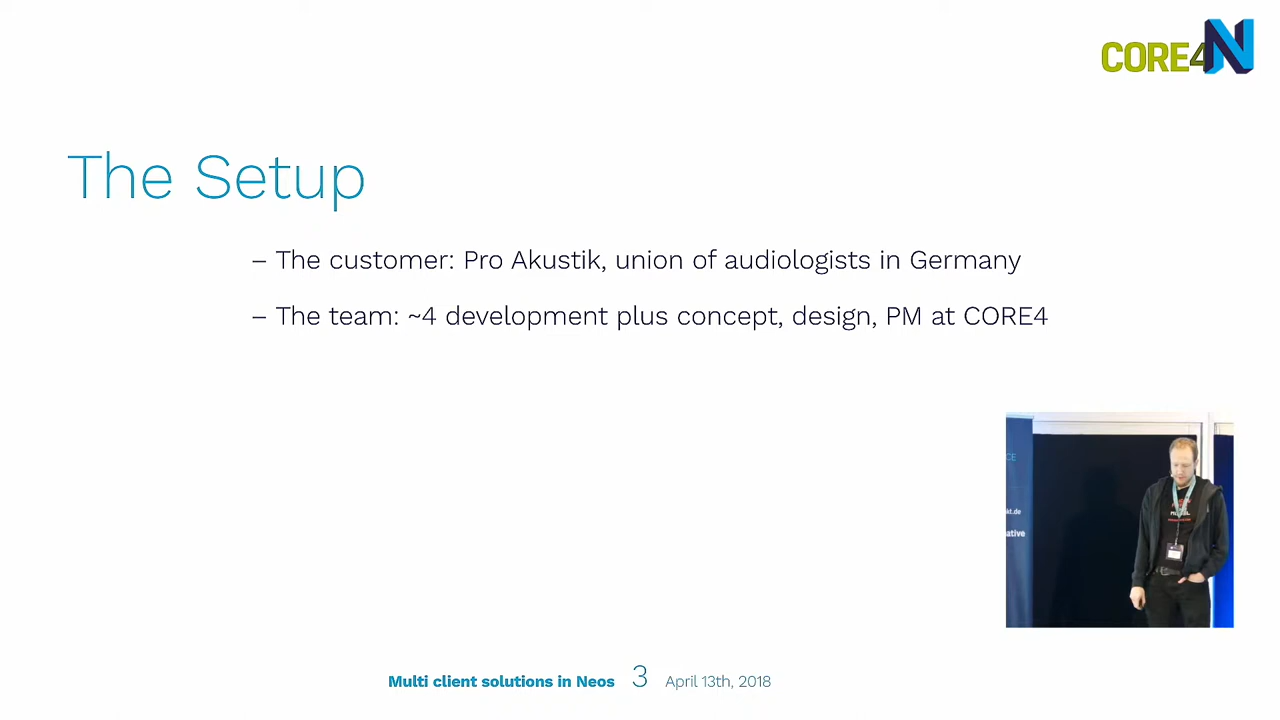 CORE4
The Setup
– The customer: Pro Akustik, union of audiologists in Germany
– The team: ~4 development plus concept, design, PM at CORE4
Multi client solutions in Neos 3 April 13th, 2018